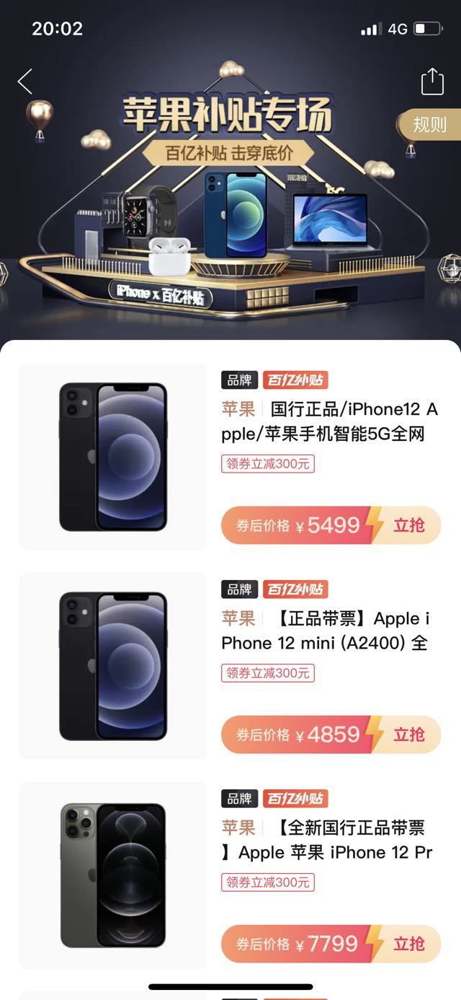 20:02
4G
苹果补贴专场
规则
百亿补贴 击穿底价
百亿补贴
iPhone x 百亿补贴
品牌 百亿补贴
苹果 国行正品/iPhone12 A
pple/苹果手机智能5G全网
领券立减300元
券后价格 ¥5499 立抢
品牌 百亿补贴
苹果 【正品带票】Apple i
Phone 12 mini (A2400) 全
领券立减300元
券后价格 ¥4859 立抢
品牌 百亿补贴
苹果 【全新国行正品带票
】Apple 苹果 iPhone 12 Pr
领券立减300元
券后价格 ¥7799 立抢